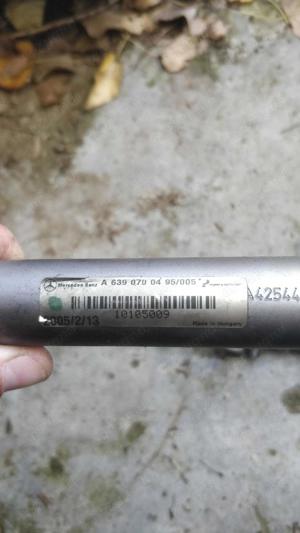 Mercedes-Benz A 639 070 04 95/005
A42544
2005/2/13 10105009
Made in Hungary